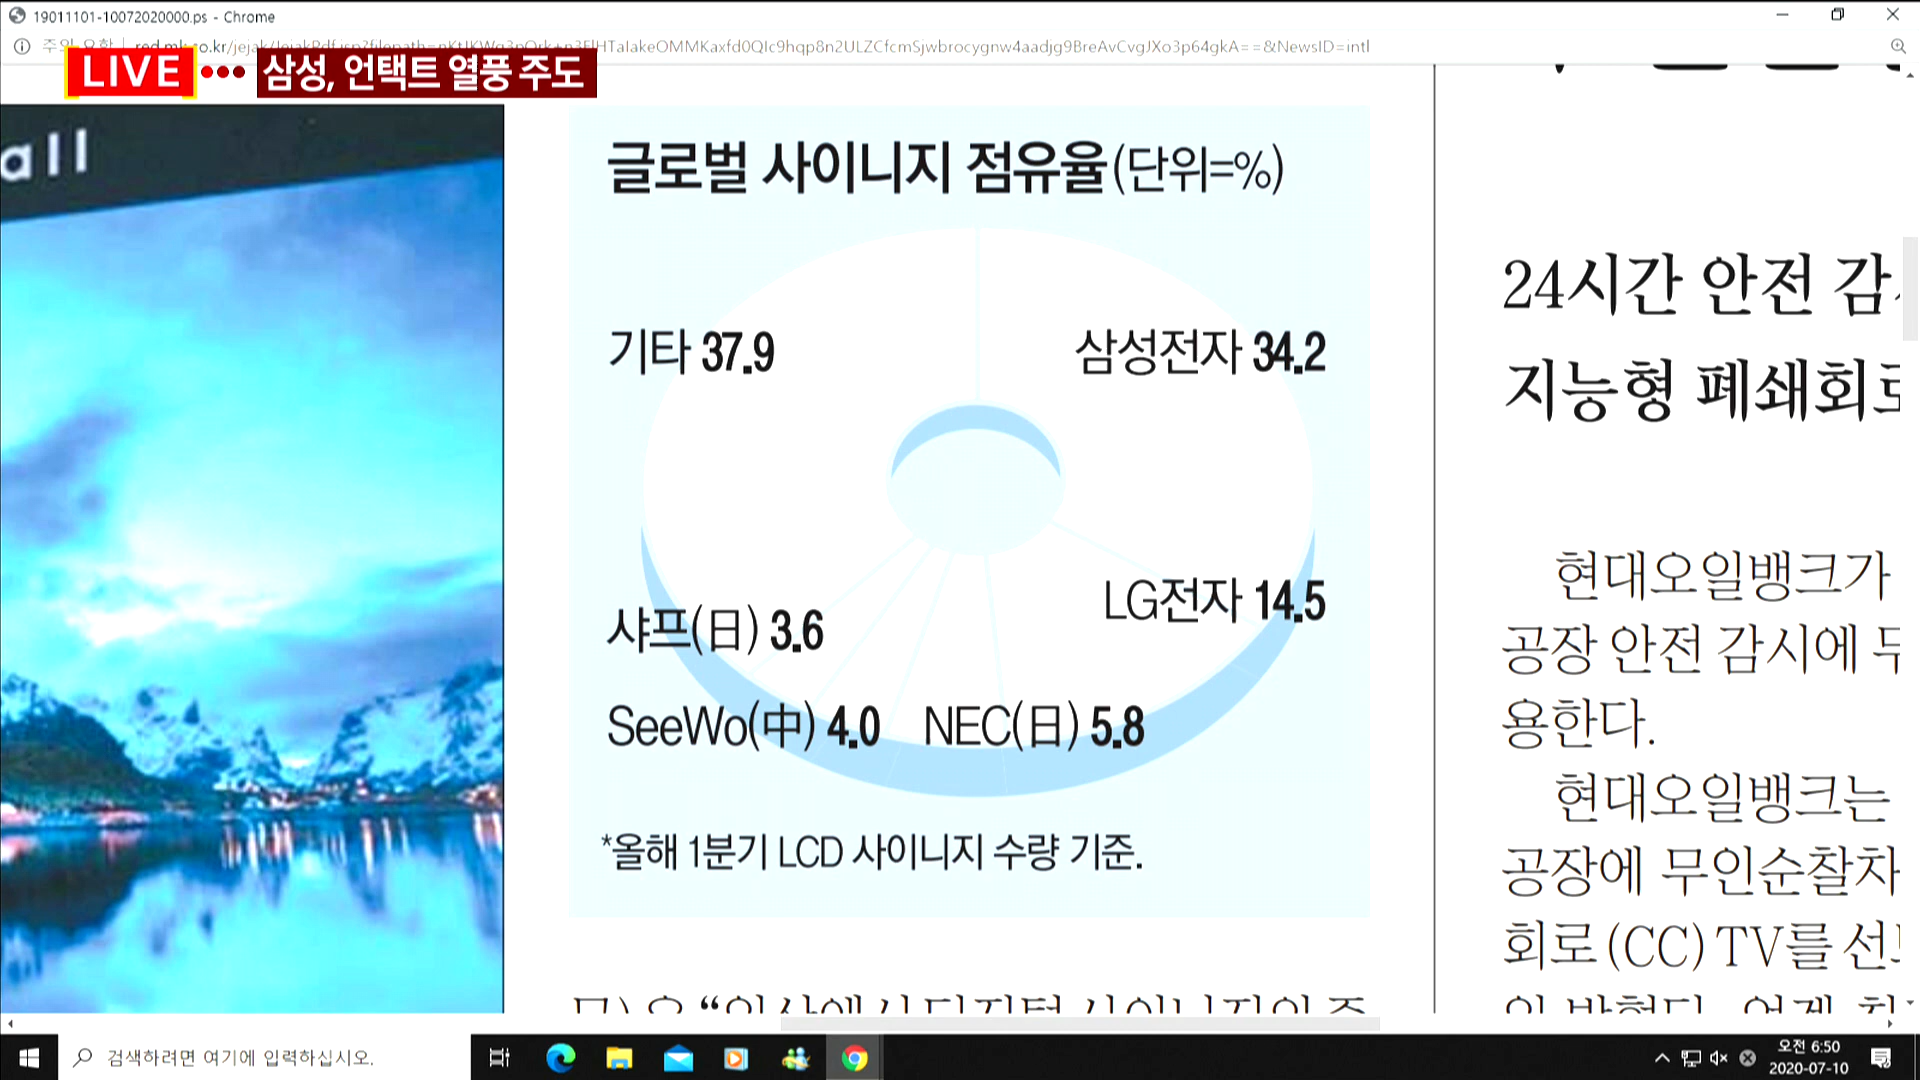 19011101-10072020000.ps - Chrome
LIVE 삼성, 언택트 열풍 주도
all
글로벌 사이니지 점유율(단위=%)
기타 37.9
삼성전자 34.2
LG전자 14.5
샤프(日) 3.6
SeeWo(中) 4.0
NEC(日) 5.8
*올해 1분기 LCD 사이니지 수량 기준.
24시간 안전 감
지능형 폐쇄회
현대오일뱅크가
공장 안전 감시에
용한다.
현대오일뱅크는
공장에 무인순찰차
회로(CC)TV를 선
검색하려면 여기에 입력하십시오.
오전 6:50
2020-07-10